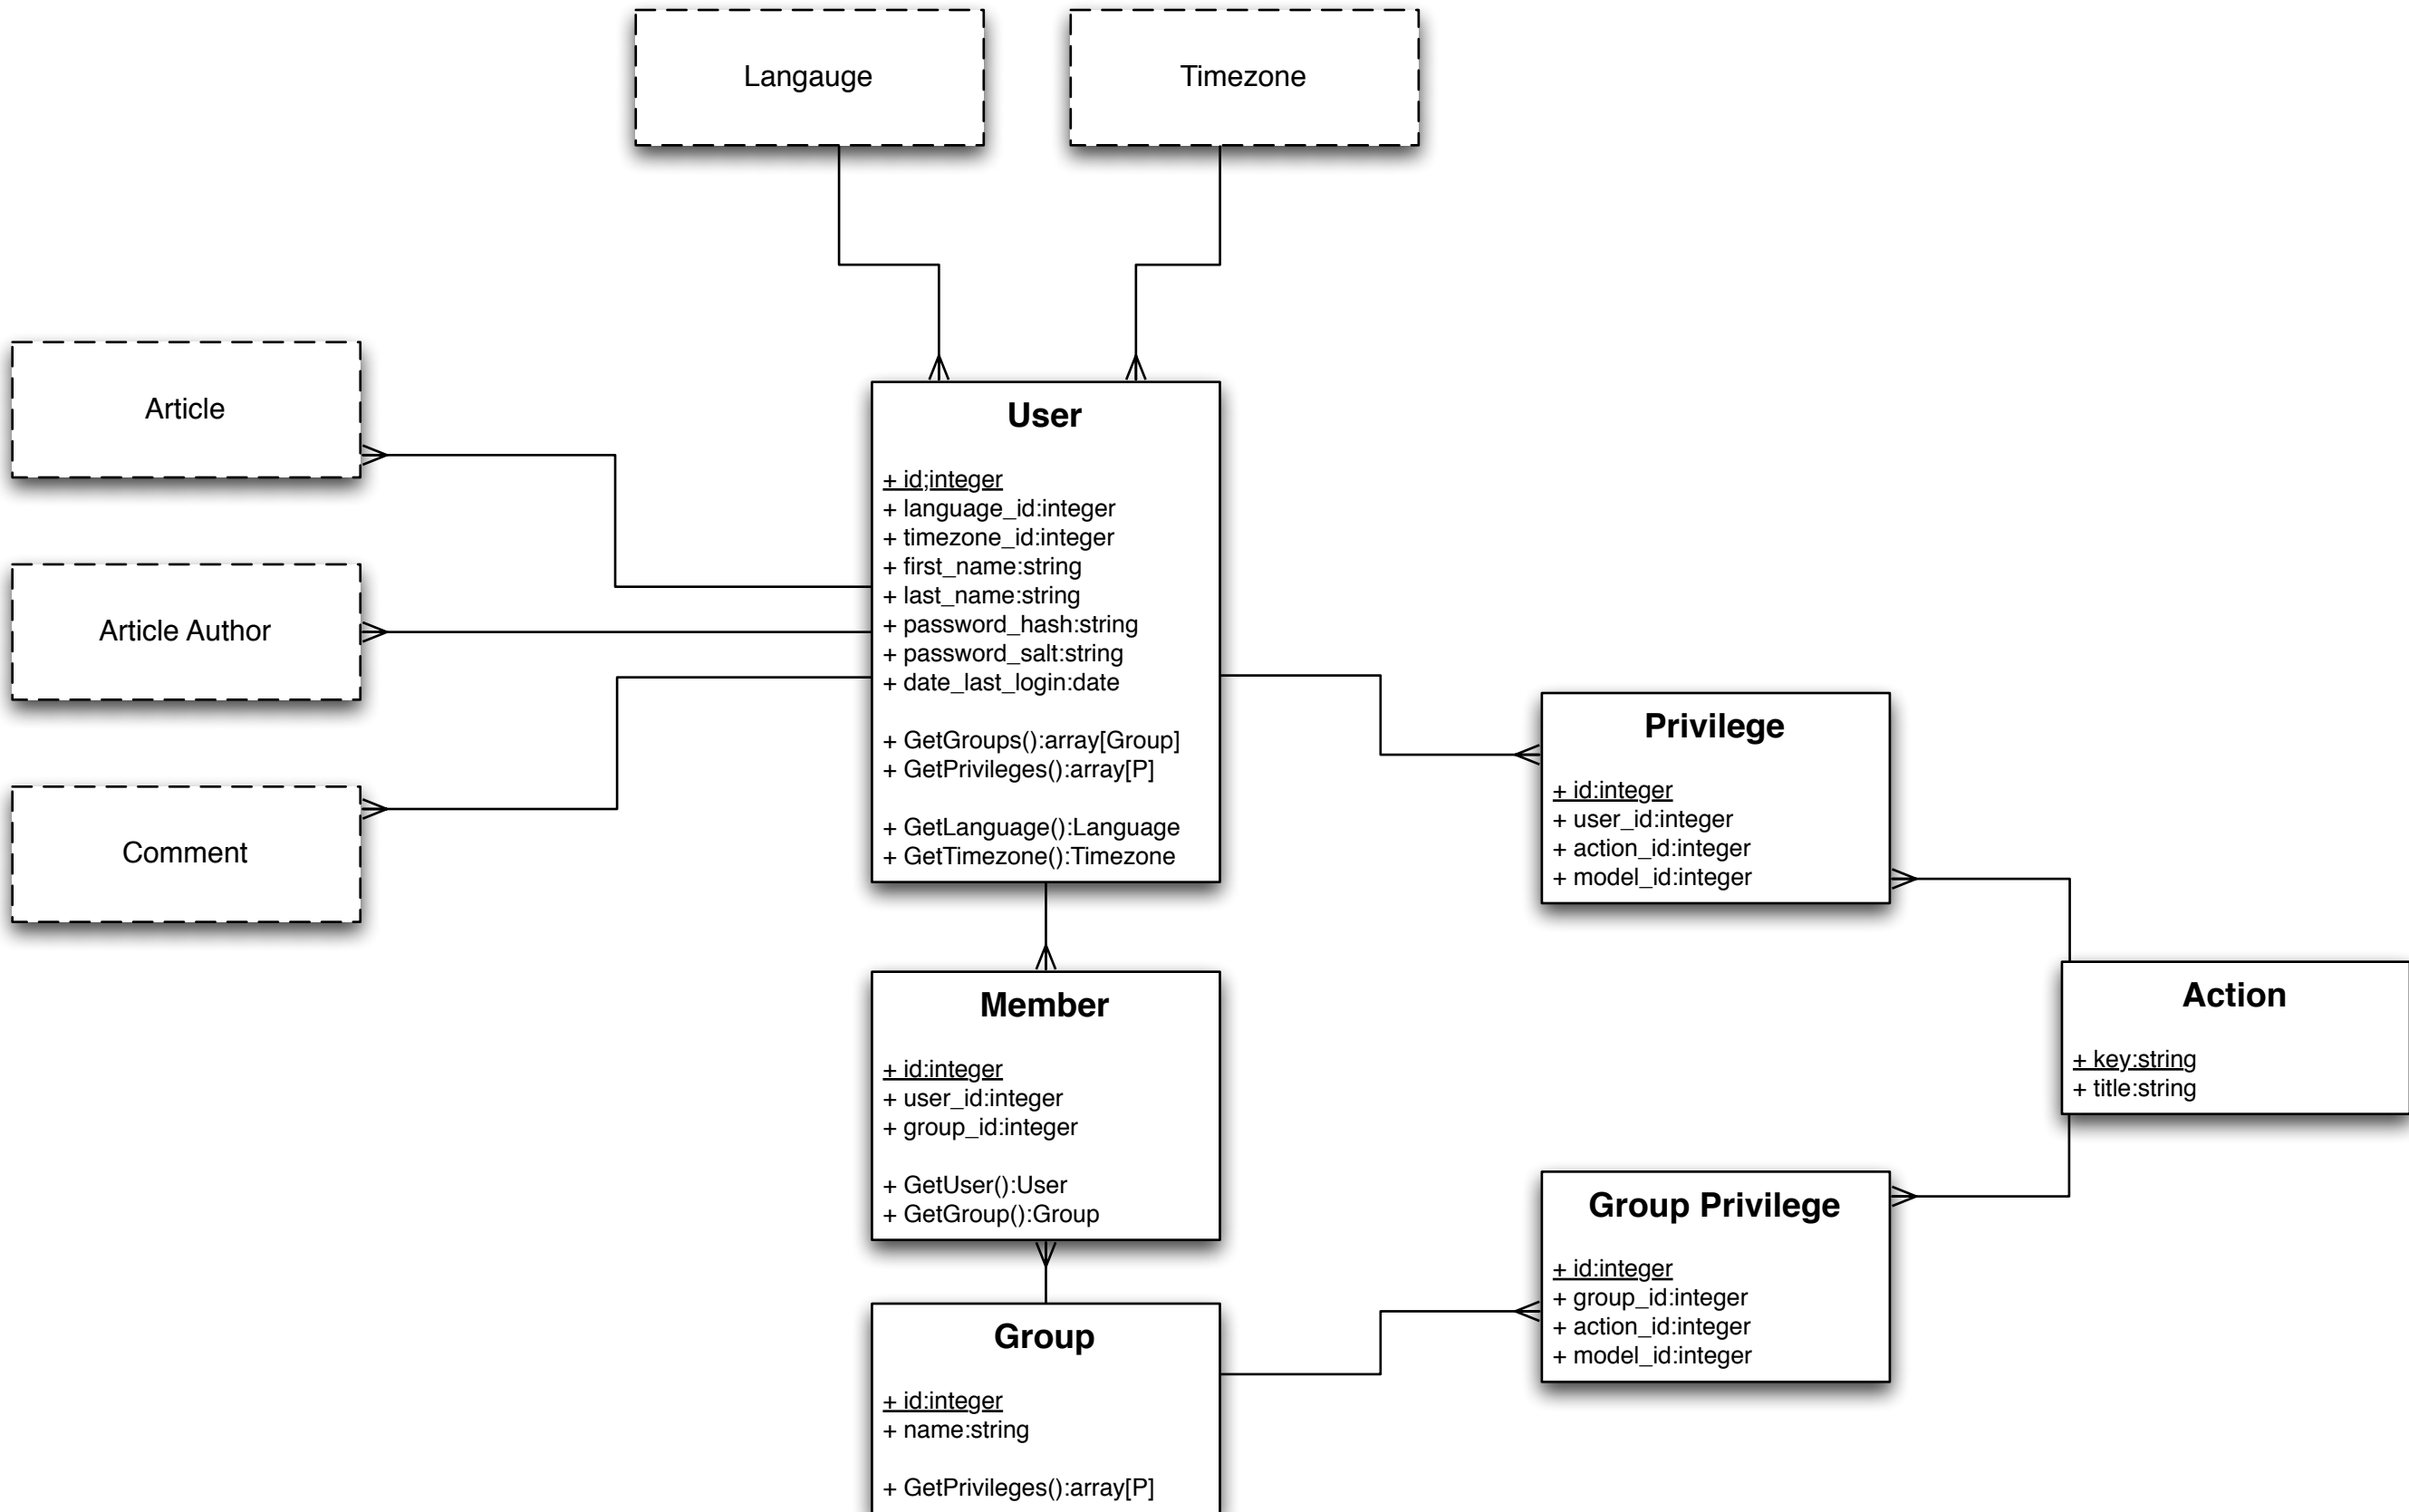 Langauge
Timezone
Article
Article Author
Comment
User
+ id;integer
+ language_id:integer
+ timezone_id:integer
+ first_name:string
+ last_name:string
+ password_hash:string
+ password_salt:string
+ date_last_login:date
+ GetGroups():array[Group]
+ GetPrivileges():array[P]
+ GetLanguage():Language
+ GetTimezone():Timezone
Privilege
+ id:integer
+ user_id:integer
+ action_id:integer
+ model_id:integer
Member
+ id:integer
+ user_id:integer
+ group_id:integer
+ GetUser():User
+ GetGroup():Group
Action
+ key:string
+ title:string
Group Privilege
+ id:integer
+ group_id:integer
+ action_id:integer
+ model_id:integer
Group
+ id:integer
+ name:string
+ GetPrivileges():array[P]